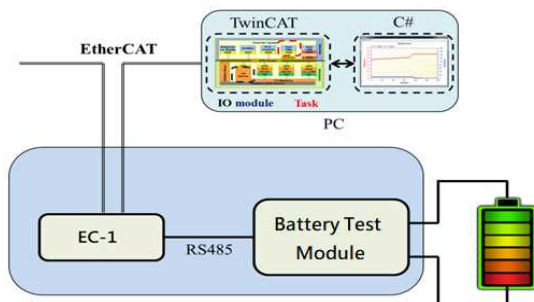 TwinCAT
C#
EtherCAT
IO module
Task
PC
EC-1
RS485
Battery Test
Module